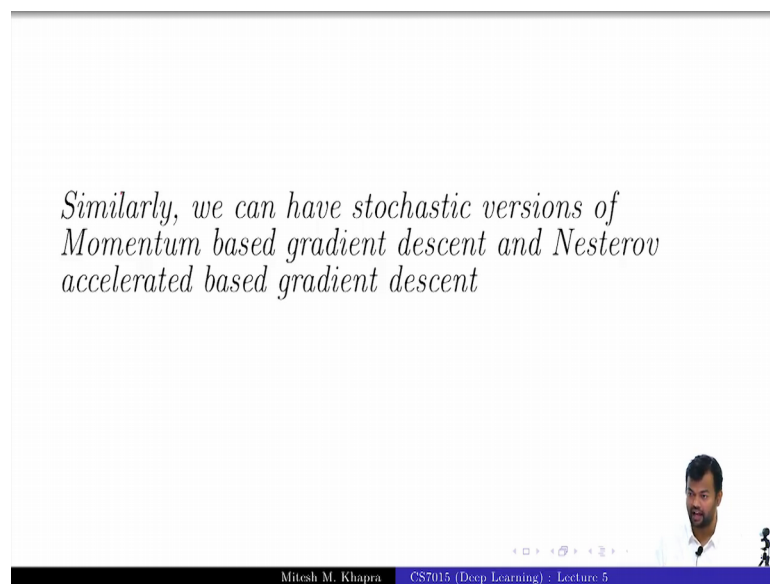 Similarly, we can have stochastic versions of
Momentum based gradient descent and Nesterov
accelerated based gradient descent
Mitesh M. Khapra CS7015 (Deep Learning) : Lecture 5